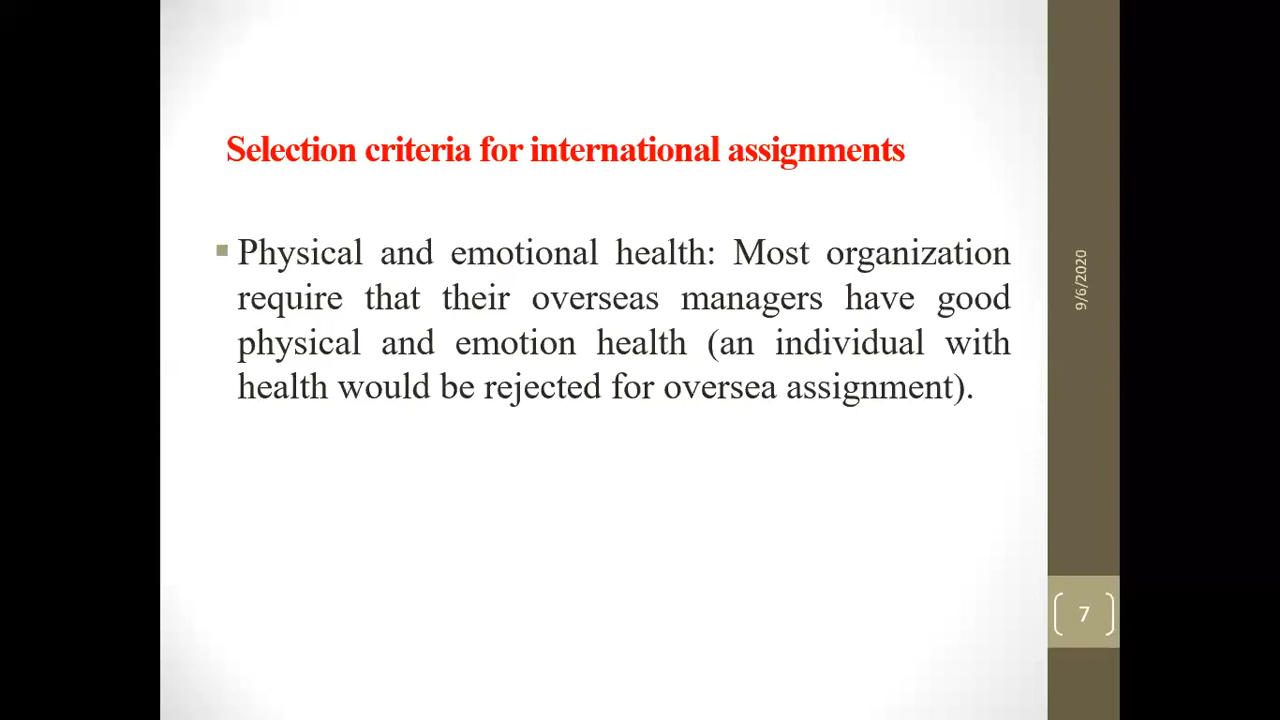 Selection criteria for international assignments
Physical and emotional health: Most organization
require that their overseas managers have good
physical and emotion health (an individual with
health would be rejected for oversea assignment).
9/6/2020
7